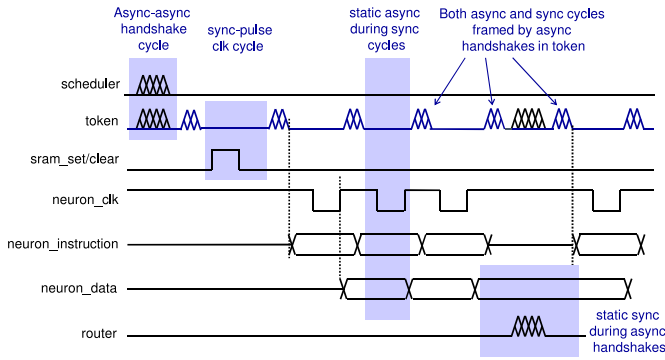 Async-async
handshake
cycle
sync-pulse
clk cycle
static async
during sync
cycles
Both async and sync cycles
framed by async
handshakes in token
scheduler
token
sram_set/clear
neuron_clk
neuron_instruction
neuron_data
router
static sync
during async
handshakes